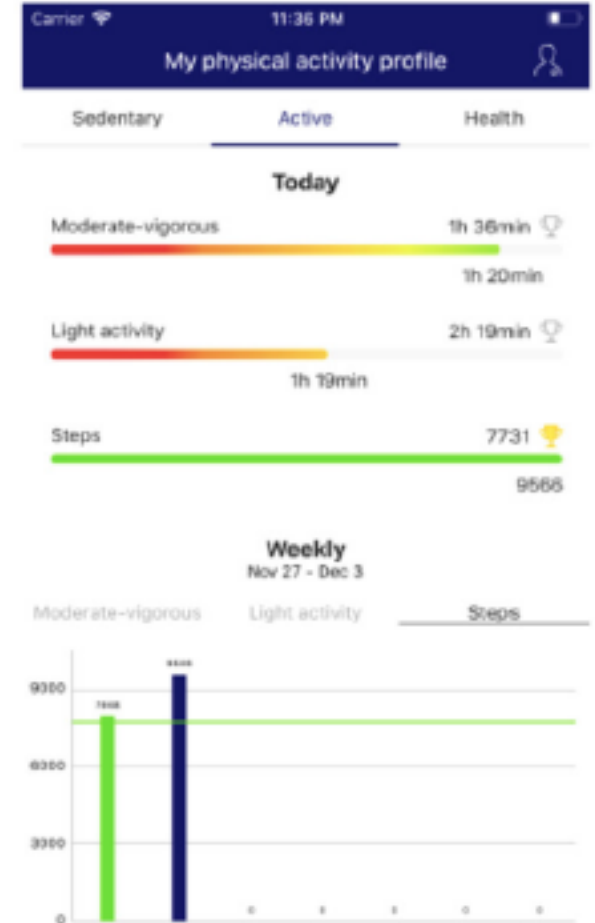 Carrier 11:36 PM
My physical activity profile
Sedentary Active Health
Today
Moderate-vigorous 1h 36min
1h 20min
Light activity 2h 19min
1h 19min
Steps 7731
9566
Weekly
Nov 27 - Dec 3
Moderate-vigorous Light activity Steps
9000
6000
3000
0